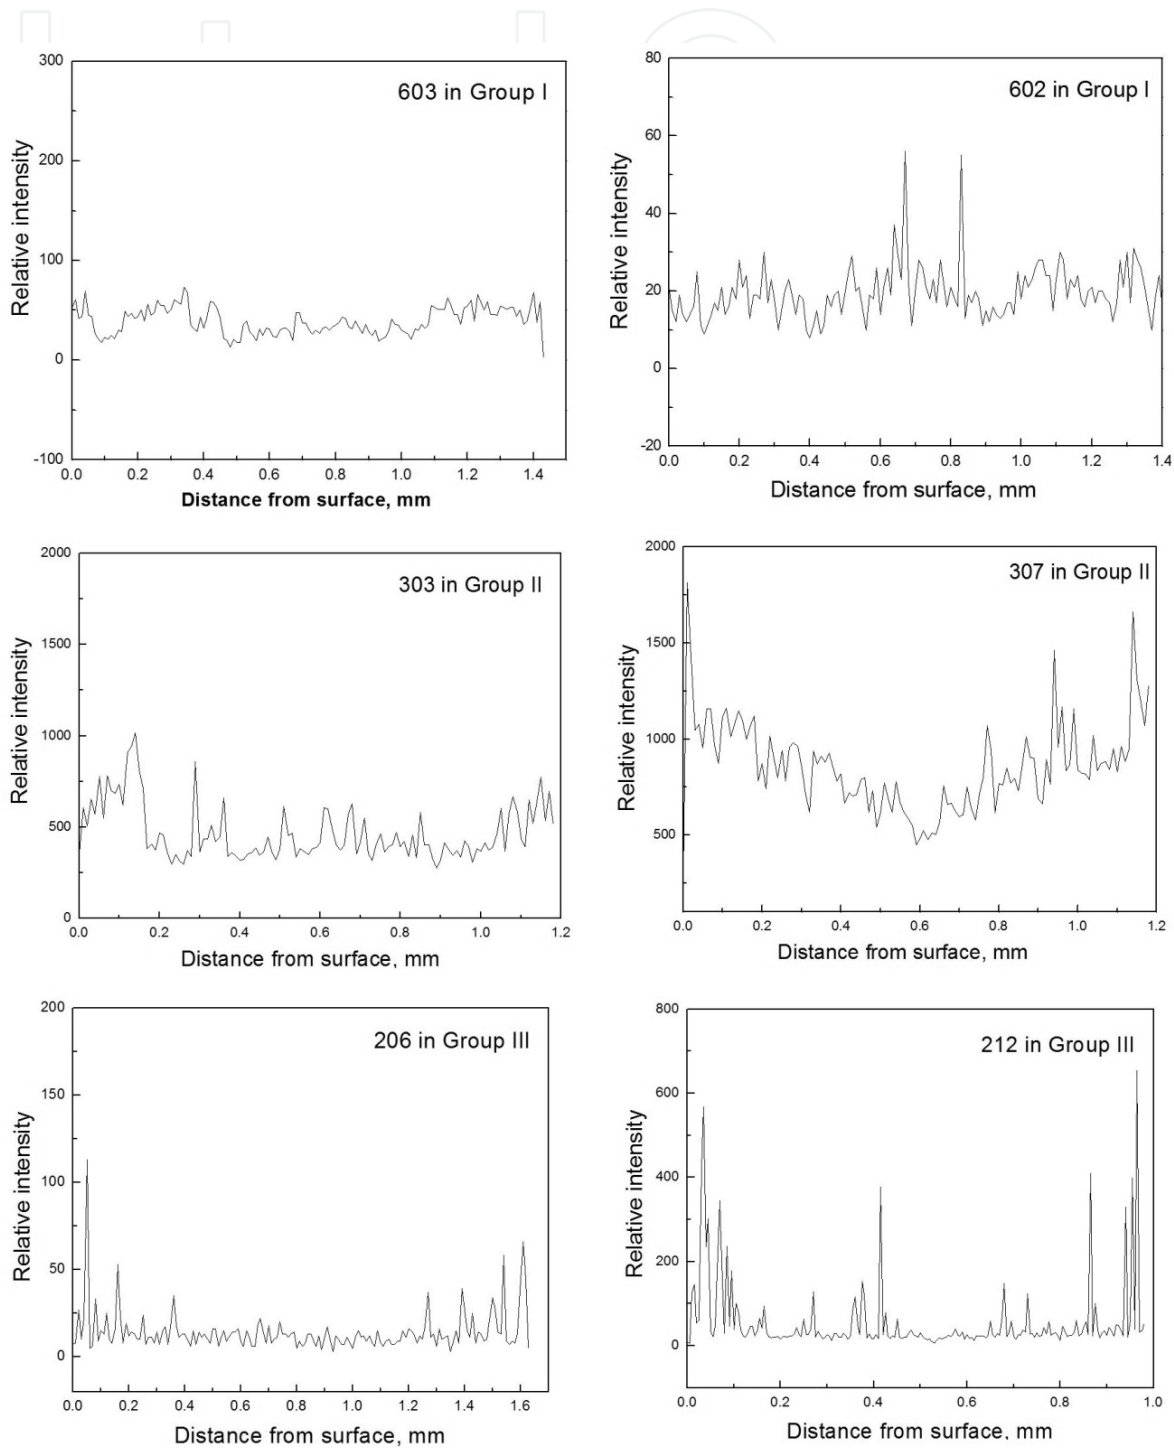 603 in Group I
Relative intensity
300
200
100
0
-100
0.0 0.2 0.4 0.6 0.8 1.0 1.2 1.4
Distance from surface, mm
602 in Group I
Relative intensity
80
60
40
20
0
-20
0.0 0.2 0.4 0.6 0.8 1.0 1.2 1.4
Distance from surface, mm
303 in Group II
Relative intensity
2000
1500
1000
500
0
0.0 0.2 0.4 0.6 0.8 1.0 1.2
Distance from surface, mm
307 in Group II
Relative intensity
2000
1500
1000
500
0.0 0.2 0.4 0.6 0.8 1.0 1.2
Distance from surface, mm
206 in Group III
Relative intensity
200
150
100
50
0
0.0 0.2 0.4 0.6 0.8 1.0 1.2 1.4 1.6
Distance from surface, mm
212 in Group III
Relative intensity
800
600
400
200
0
0.0 0.2 0.4 0.6 0.8 1.0
Distance from surface, mm